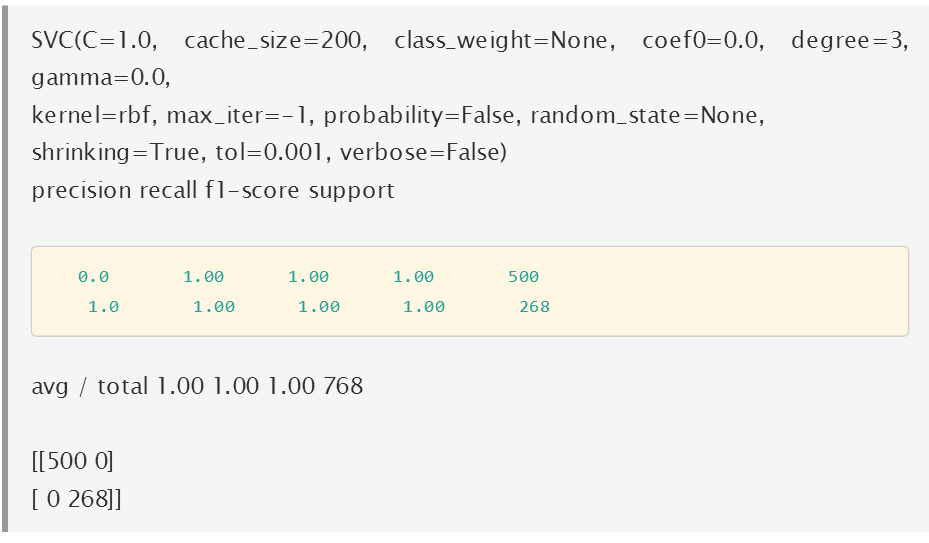 SVC(C=1.0, cache_size=200, class_weight=None, coef0=0.0, degree=3,
gamma=0.0,
kernel=rbf, max_iter=-1, probability=False, random_state=None,
shrinking=True, tol=0.001, verbose=False)
precision recall f1-score support
0.0 1.00 1.00 1.00 500
1.0 1.00 1.00 1.00 268
avg / total 1.00 1.00 1.00 768
[[500 0]
[ 0 268]]